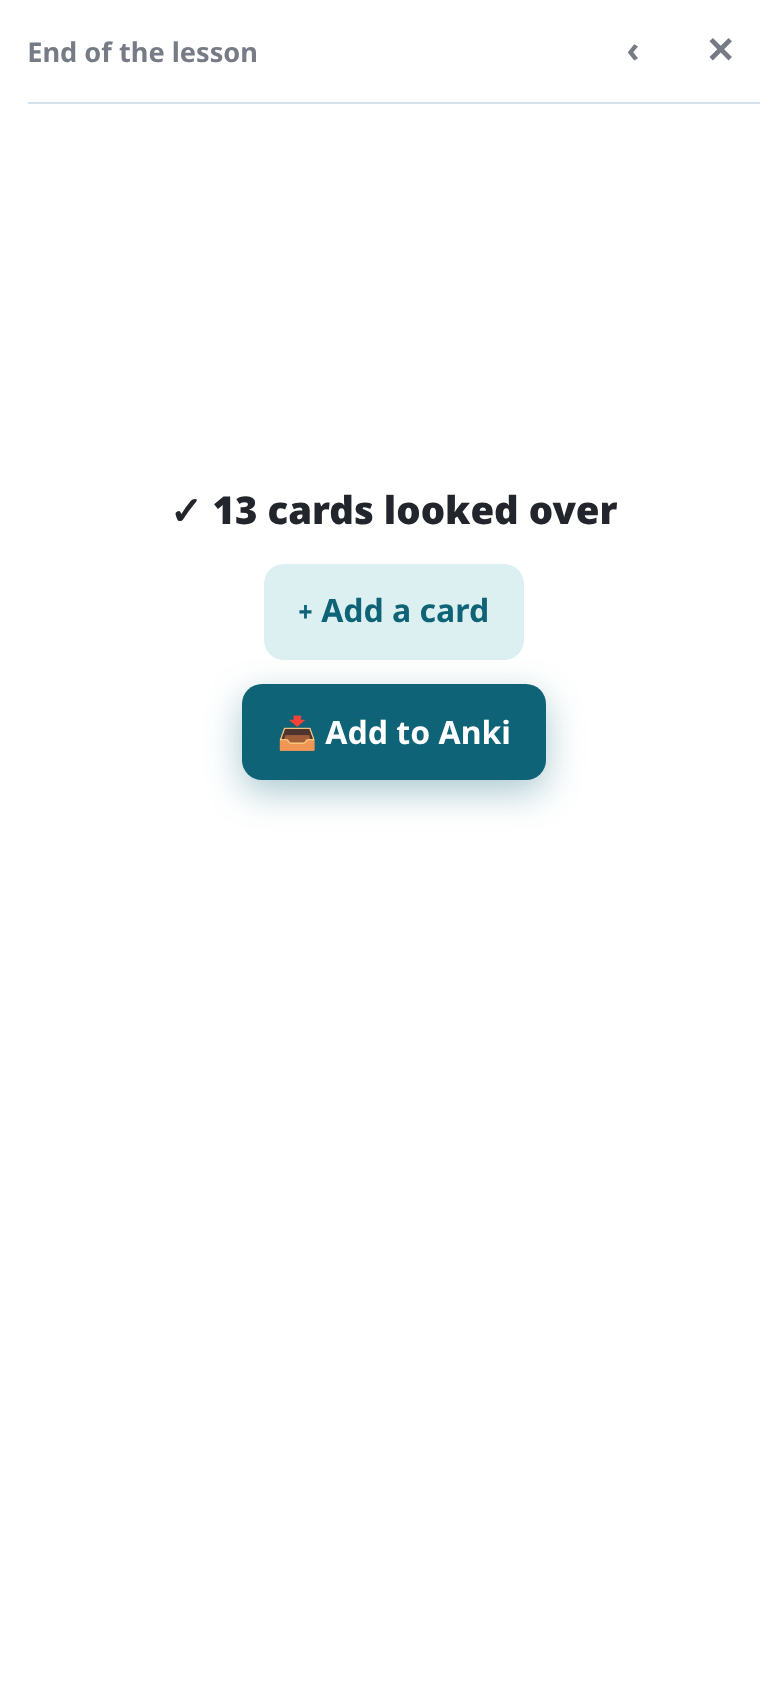 End of the lesson ‹ ✕
✓ 13 cards looked over
+ Add a card
📥 Add to Anki